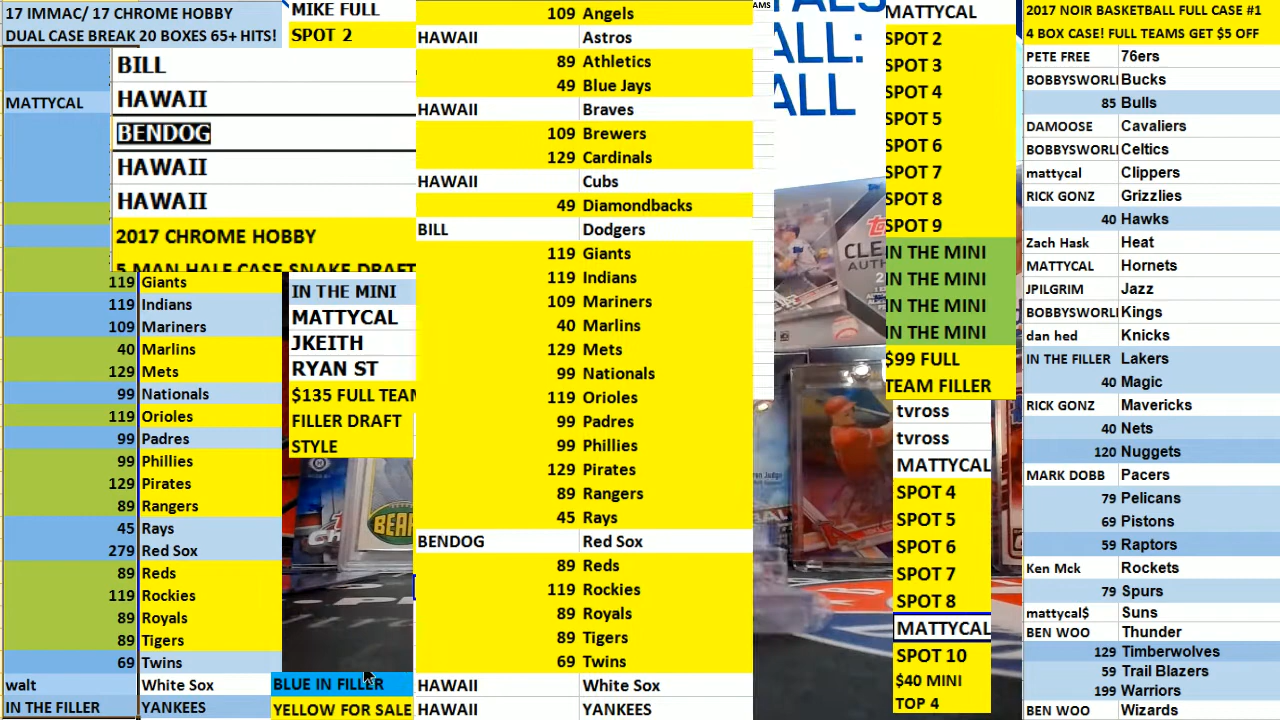 17 IMMAC/ 17 CHROME HOBBY
DUAL CASE BREAK 20 BOXES 65+ HITS!
MATTYCAL
119 Giants
119 Indians
109 Mariners
40 Marlins
129 Mets
99 Nationals
119 Orioles
99 Padres
99 Phillies
129 Pirates
89 Rangers
45 Rays
279 Red Sox
89 Reds
119 Rockies
89 Royals
89 Tigers
69 Twins
walt White Sox
IN THE FILLER YANKEES
MIKE FULL
SPOT 2
BILL
HAWAII
BENDOG
HAWAII
HAWAII
2017 CHROME HOBBY
5 MAN HALF CASE SNAKE DRAFT
IN THE MINI
MATTYCAL
JKEITH
RYAN ST
$135 FULL TEAM
FILLER DRAFT
STYLE
BLUE IN FILLER
YELLOW FOR SALE
109 Angels
HAWAII Astros
89 Athletics
49 Blue Jays
HAWAII Braves
109 Brewers
129 Cardinals
HAWAII Cubs
49 Diamondbacks
BILL Dodgers
119 Giants
119 Indians
109 Mariners
40 Marlins
129 Mets
99 Nationals
119 Orioles
99 Padres
99 Phillies
129 Pirates
89 Rangers
45 Rays
BENDOG Red Sox
89 Reds
119 Rockies
89 Royals
89 Tigers
69 Twins
HAWAII White Sox
HAWAII YANKEES
ALL:
ALL
MATTYCAL
SPOT 2
SPOT 3
SPOT 4
SPOT 5
SPOT 6
SPOT 7
SPOT 8
SPOT 9
IN THE MINI
IN THE MINI
IN THE MINI
IN THE MINI
$99 FULL
TEAM FILLER
tvross
tvross
MATTYCAL
SPOT 4
SPOT 5
SPOT 6
SPOT 7
SPOT 8
MATTYCAL
SPOT 10
$40 MINI
TOP 4
2017 NOIR BASKETBALL FULL CASE #1
4 BOX CASE! FULL TEAMS GET $5 OFF
PETE FREE 76ers
BOBBYSWORL Bucks
85 Bulls
DAMOOSE Cavaliers
BOBBYSWORL Celtics
mattycal Clippers
RICK GONZ Grizzlies
40 Hawks
Zach Hask Heat
MATTYCAL Hornets
JPILGRIM Jazz
BOBBYSWORL Kings
dan hed Knicks
IN THE FILLER Lakers
40 Magic
RICK GONZ Mavericks
40 Nets
120 Nuggets
MARK DOBB Pacers
79 Pelicans
69 Pistons
59 Raptors
Ken Mck Rockets
79 Spurs
mattycal$ Suns
BEN WOO Thunder
129 Timberwolves
59 Trail Blazers
199 Warriors
BEN WOO Wizards